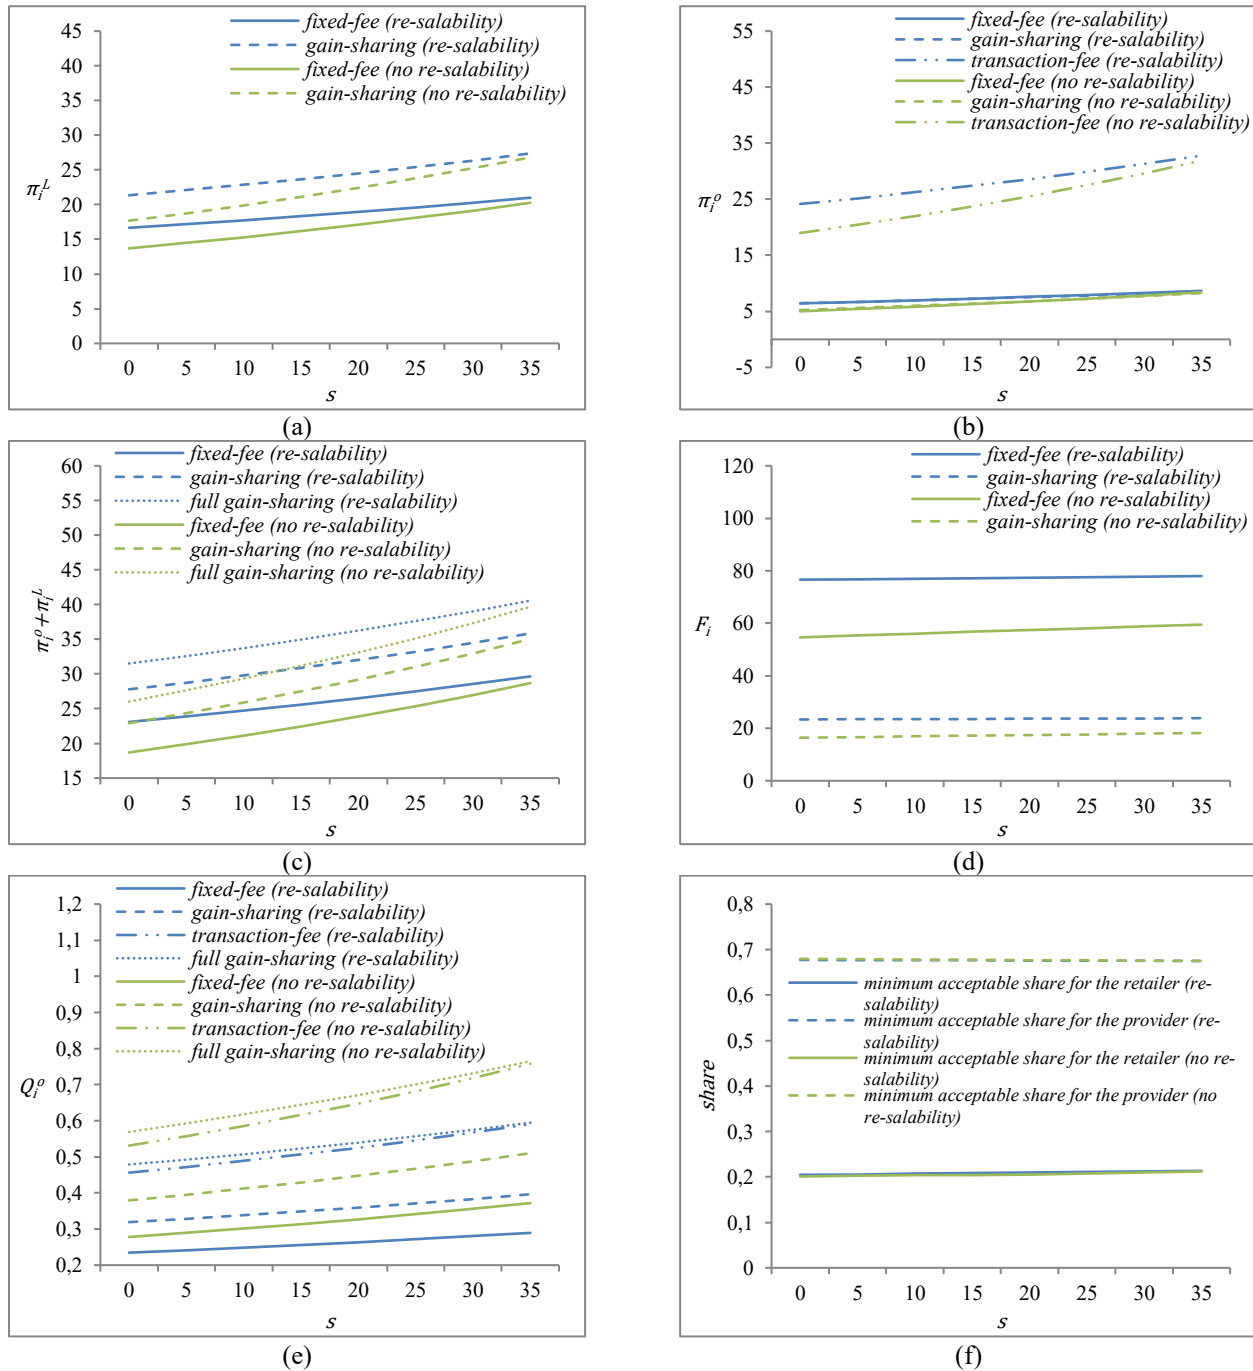 fixed-fee (re-salability)
gain-sharing (re-salability)
fixed-fee (no re-salability)
gain-sharing (no re-salability)
45
40
35
30
25
20
15
10
5
0
π_i^L
0 5 10 15 20 25 30 35
s
(a)
fixed-fee (re-salability)
gain-sharing (re-salability)
transaction-fee (re-salability)
fixed-fee (no re-salability)
gain-sharing (no re-salability)
transaction-fee (no re-salability)
55
45
35
25
15
5
-5
π_i^o
0 5 10 15 20 25 30 35
s
(b)
fixed-fee (re-salability)
gain-sharing (re-salability)
full gain-sharing (re-salability)
fixed-fee (no re-salability)
gain-sharing (no re-salability)
full gain-sharing (no re-salability)
60
55
50
45
40
35
30
25
20
15
π_i^o+π_i^L
0 5 10 15 20 25 30 35
s
(c)
fixed-fee (re-salability)
gain-sharing (re-salability)
fixed-fee (no re-salability)
gain-sharing (no re-salability)
120
100
80
60
40
20
0
F_i
0 5 10 15 20 25 30 35
s
(d)
fixed-fee (re-salability)
gain-sharing (re-salability)
transaction-fee (re-salability)
full gain-sharing (re-salability)
fixed-fee (no re-salability)
gain-sharing (no re-salability)
transaction-fee (no re-salability)
full gain-sharing (no re-salability)
1,2
1,1
1
0,9
0,8
0,7
0,6
0,5
0,4
0,3
0,2
Q_i^o
0 5 10 15 20 25 30 35
s
(e)
0,8
0,7
0,6
0,5
0,4
0,3
0,2
0,1
0
share
minimum acceptable share for the retailer (re-
salability)
minimum acceptable share for the provider (re-
salability)
minimum acceptable share for the retailer (no re-
salability)
minimum acceptable share for the provider (no
re-salability)
0 5 10 15 20 25 30 35
s
(f)